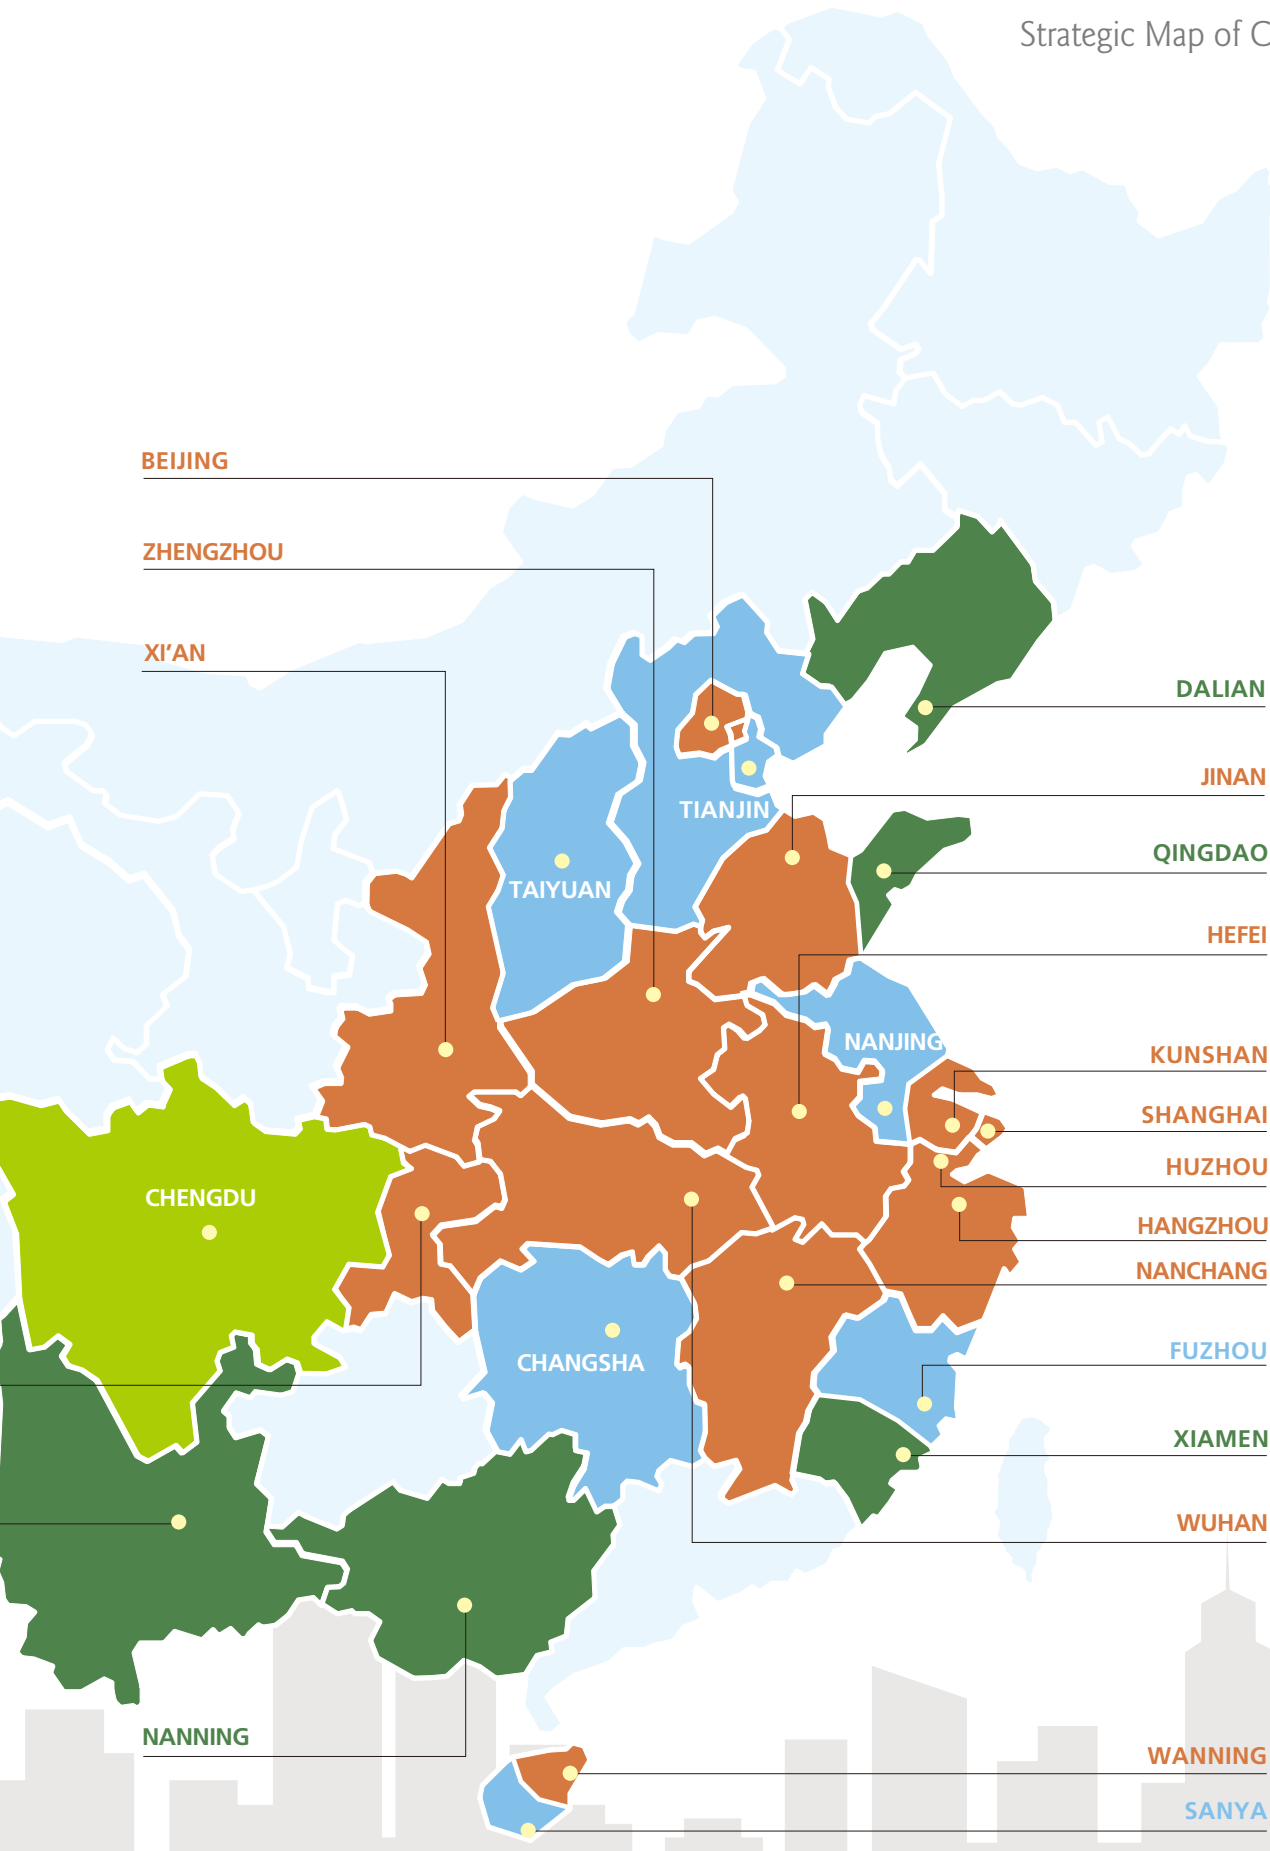 Strategic Map of C
BEIJING
ZHENGZHOU
XI’AN
DALIAN
JINAN
TIANJIN
QINGDAO
TAIYUAN
HEFEI
NANJING
KUNSHAN
SHANGHAI
HUZHOU
CHENGDU
HANGZHOU
NANCHANG
FUZHOU
CHANGSHA
XIAMEN
WUHAN
NANNING
WANNING
SANYA